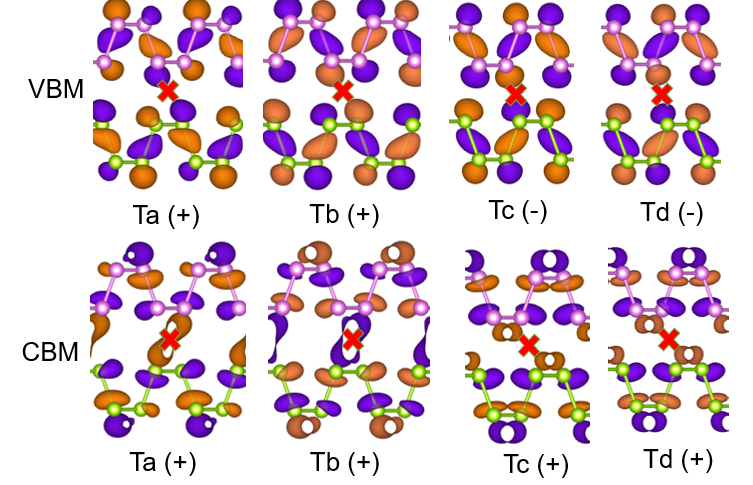 VBM
Ta (+) Tb (+) Tc (-) Td (-)
CBM
Ta (+) Tb (+) Tc (+) Td (+)